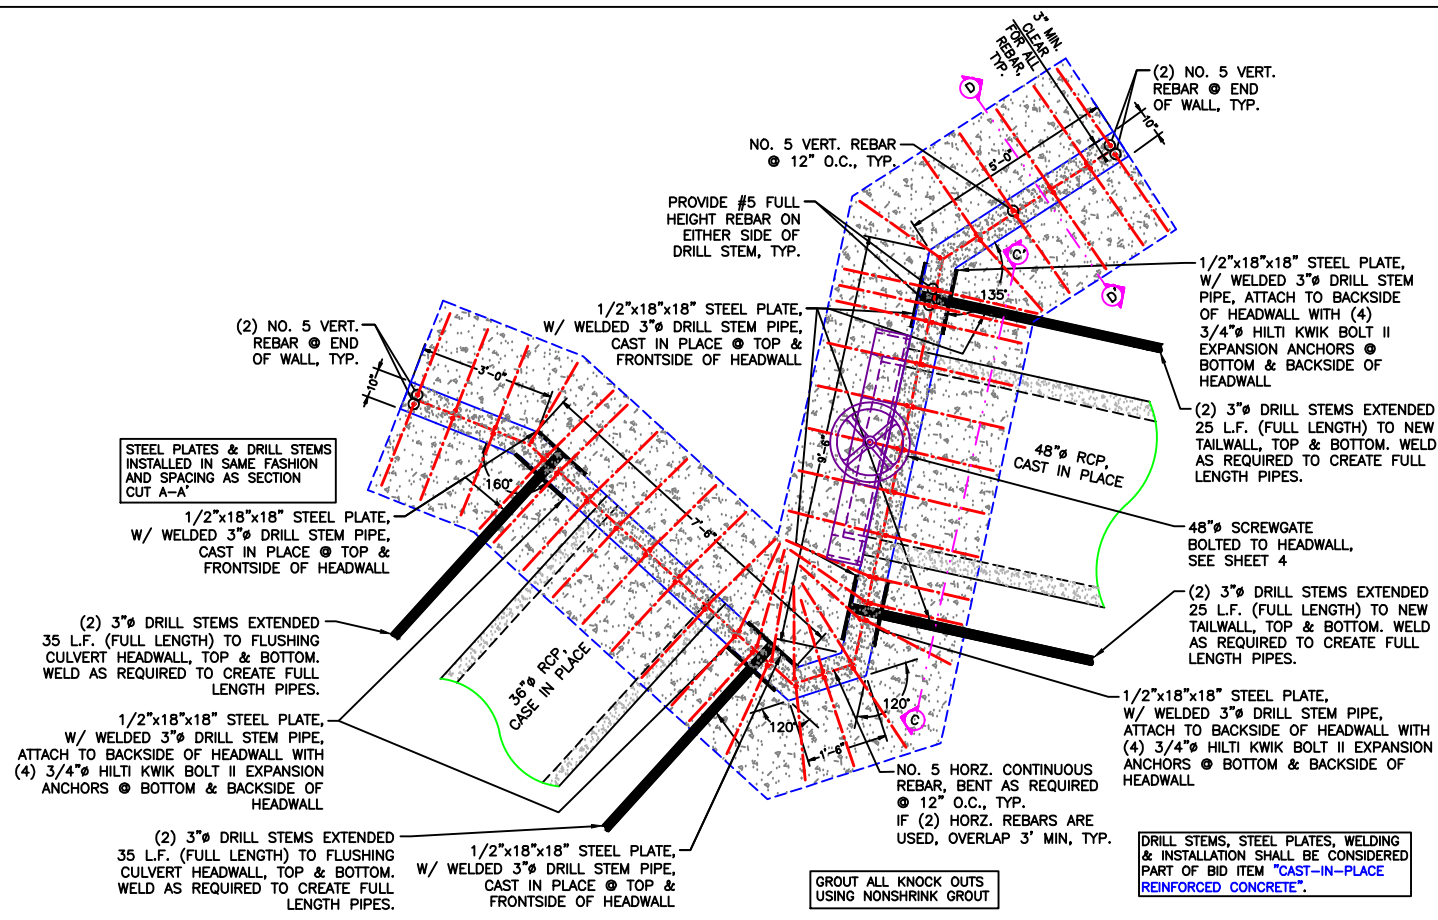 3" MIN.
CLEAR
FOR ALL
REBAR,
TYP.
(2) NO. 5 VERT.
REBAR @ END
OF WALL, TYP.
10"
D
NO. 5 VERT. REBAR
@ 12" O.C., TYP.
5'-0"
PROVIDE #5 FULL
HEIGHT REBAR ON
EITHER SIDE OF
DRILL STEM, TYP.
C'
D'
135°
1/2"x18"x18" STEEL PLATE,
W/ WELDED 3"ø DRILL STEM
PIPE, ATTACH TO BACKSIDE
OF HEADWALL WITH (4)
3/4"ø HILTI KWIK BOLT II
EXPANSION ANCHORS @
BOTTOM & BACKSIDE OF
HEADWALL
1/2"x18"x18" STEEL PLATE,
W/ WELDED 3"ø DRILL STEM PIPE,
CAST IN PLACE @ TOP &
FRONTSIDE OF HEADWALL
(2) NO. 5 VERT.
REBAR @ END
OF WALL, TYP.
10"
3'-0"
(2) 3"ø DRILL STEMS EXTENDED
25 L.F. (FULL LENGTH) TO NEW
TAILWALL, TOP & BOTTOM. WELD
AS REQUIRED TO CREATE FULL
LENGTH PIPES.
STEEL PLATES & DRILL STEMS
INSTALLED IN SAME FASHION
AND SPACING AS SECTION
CUT A-A'
9'-6"
48"ø RCP,
CAST IN PLACE
160°
1/2"x18"x18" STEEL PLATE,
W/ WELDED 3"ø DRILL STEM PIPE,
CAST IN PLACE @ TOP &
FRONTSIDE OF HEADWALL
7'-6"
48"ø SCREWGATE
BOLTED TO HEADWALL,
SEE SHEET 4
(2) 3"ø DRILL STEMS EXTENDED
25 L.F. (FULL LENGTH) TO NEW
TAILWALL, TOP & BOTTOM. WELD
AS REQUIRED TO CREATE FULL
LENGTH PIPES.
(2) 3"ø DRILL STEMS EXTENDED
35 L.F. (FULL LENGTH) TO FLUSHING
CULVERT HEADWALL, TOP & BOTTOM.
WELD AS REQUIRED TO CREATE FULL
LENGTH PIPES.
36"ø RCP,
CASE IN PLACE
120°
120°
1'-6"
C
1/2"x18"x18" STEEL PLATE,
W/ WELDED 3"ø DRILL STEM PIPE,
ATTACH TO BACKSIDE OF HEADWALL WITH
(4) 3/4"ø HILTI KWIK BOLT II EXPANSION
ANCHORS @ BOTTOM & BACKSIDE OF
HEADWALL
1/2"x18"x18" STEEL PLATE,
W/ WELDED 3"ø DRILL STEM PIPE,
ATTACH TO BACKSIDE OF HEADWALL WITH
(4) 3/4"ø HILTI KWIK BOLT II EXPANSION
ANCHORS @ BOTTOM & BACKSIDE OF
HEADWALL
NO. 5 HORZ. CONTINUOUS
REBAR, BENT AS REQUIRED
@ 12" O.C., TYP.
IF (2) HORZ. REBARS ARE
USED, OVERLAP 3' MIN, TYP.
(2) 3"ø DRILL STEMS EXTENDED
35 L.F. (FULL LENGTH) TO FLUSHING
CULVERT HEADWALL, TOP & BOTTOM.
WELD AS REQUIRED TO CREATE FULL
LENGTH PIPES.
1/2"x18"x18" STEEL PLATE,
W/ WELDED 3"ø DRILL STEM PIPE,
CAST IN PLACE @ TOP &
FRONTSIDE OF HEADWALL
GROUT ALL KNOCK OUTS
USING NONSHRINK GROUT
DRILL STEMS, STEEL PLATES, WELDING
& INSTALLATION SHALL BE CONSIDERED
PART OF BID ITEM "CAST-IN-PLACE
REINFORCED CONCRETE".